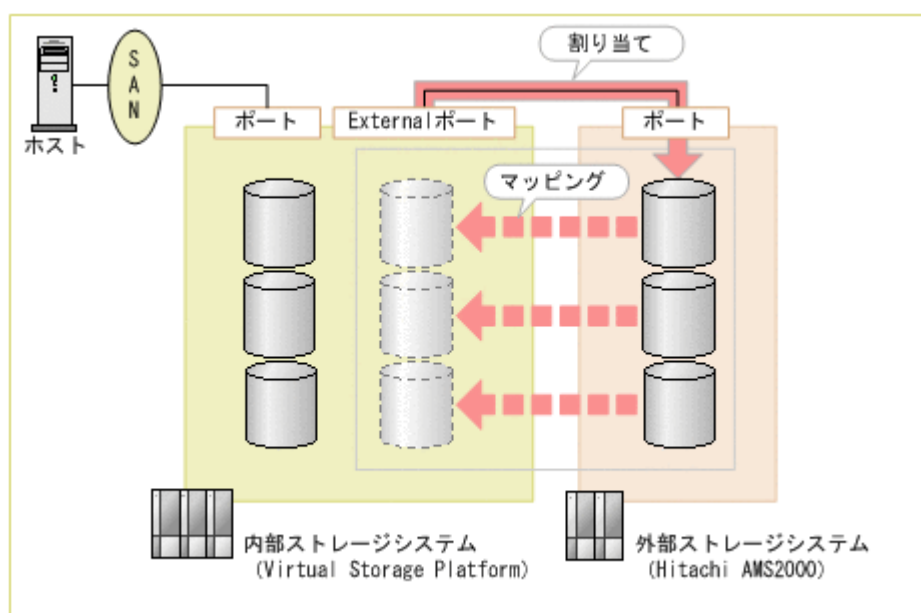 割り当て
S
A
N
ポート
Externalポート
ポート
ホスト
マッピング
内部ストレージシステム
(Virtual Storage Platform)
外部ストレージシステム
(Hitachi AMS2000)